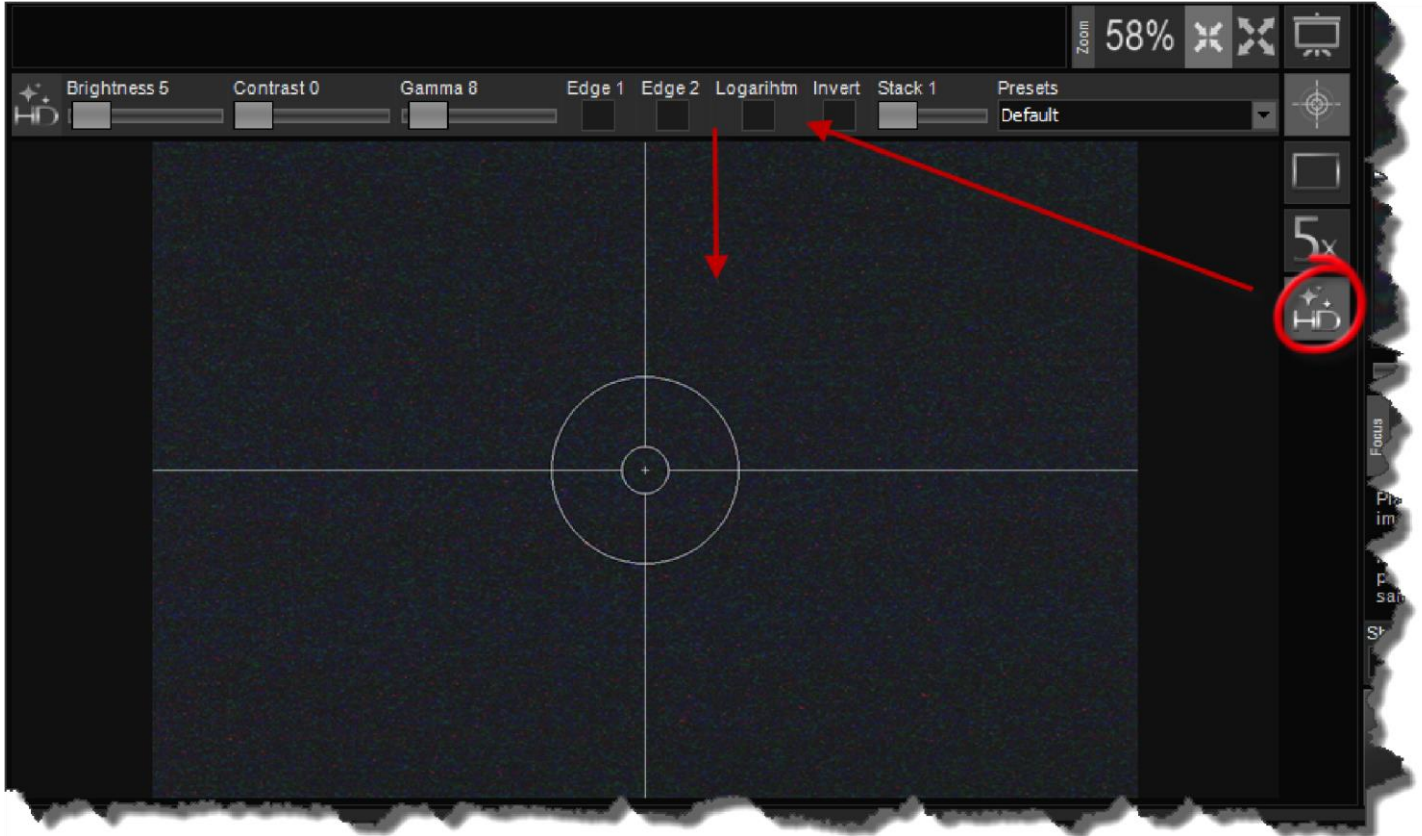 Zoom 58%
HD Brightness 5 Contrast 0 Gamma 8 Edge 1 Edge 2 Logarihtm Invert Stack 1 Presets
Default
5x
HD
Focus